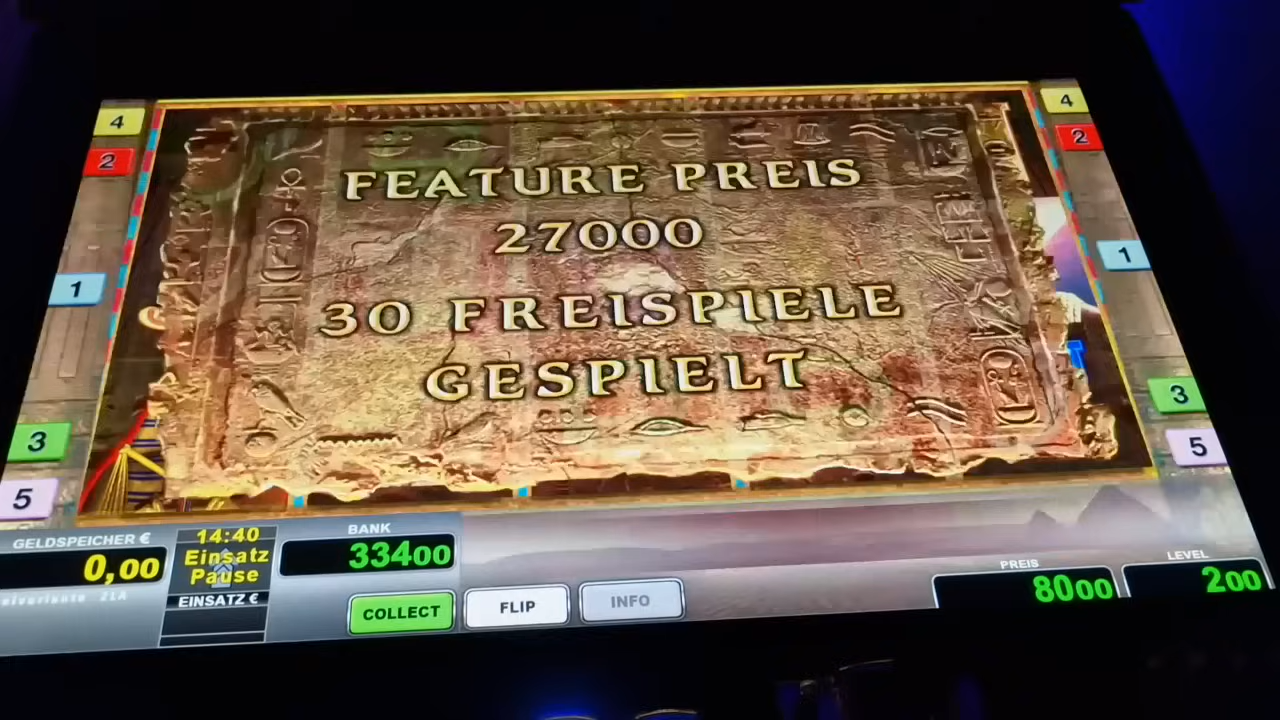 4
4
2
2
FEATURE PREIS
27000
1
1
30 FREISPIELE
GESPIELT
3
3
5
5
GELDSPEICHER €
0,00
14:40
Einsatz
Pause
EINSATZ €
BANK
33400
COLLECT
FLIP
INFO
PREIS
8000
LEVEL
200